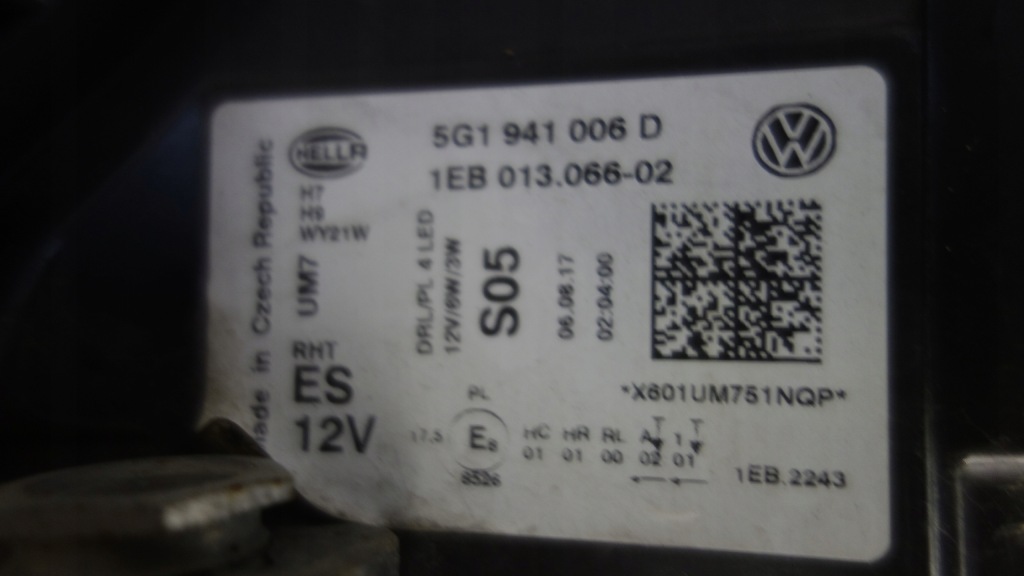 Made in Czech Republic
HELLA
5G1 941 006 D
1EB 013.066-02
H7
H9
WY21W
UM7
DRL/PL 4 LED
12V/6W/3W
S05
06.08.17
02:04:00
RHT
ES
12V
*X601UM751NQP*
PL
17.5
E8
8526
HC HR RL A 1
01 01 00 02 01
T T
1EB.2243